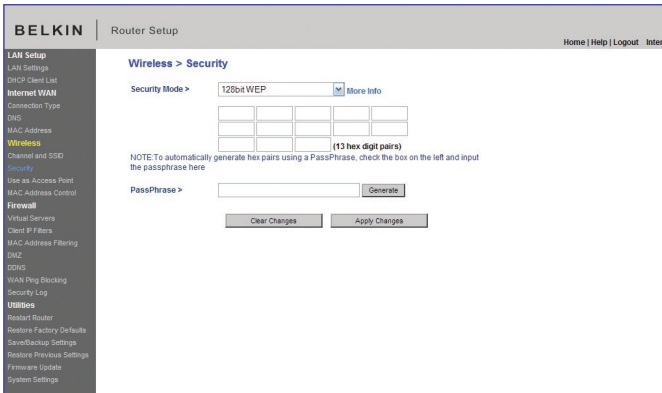 BELKIN
Router Setup
Home | Help | Logout Inter
LAN Setup
LAN Settings
DHCP Client List
Internet WAN
Connection Type
DNS
MAC Address
Wireless
Channel and SSID
Security
Use as Access Point
MAC Address Control
Firewall
Virtual Servers
Client IP Filters
MAC Address Filtering
DMZ
DDNS
WAN Ping Blocking
Security Log
Utilities
Restart Router
Restore Factory Defaults
Save/Backup Settings
Restore Previous Settings
Firmware Update
System Settings
Wireless > Security
Security Mode > 128bit WEP More Info
(13 hex digit pairs)
NOTE:To automatically generate hex pairs using a PassPhrase, check the box on the left and input
the passphrase here
PassPhrase > Generate
Clear Changes Apply Changes